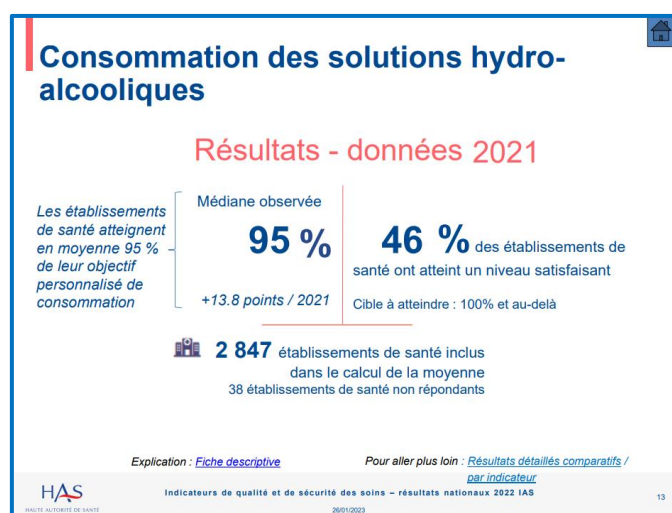 Consommation des solutions hydro-
alcooliques
Résultats - données 2021
Les établissements
de santé atteignent
en moyenne 95 %
de leur objectif
personnalisé de
consommation
Médiane observée
95 %
+13.8 points / 2021
46 % des établissements de
santé ont atteint un niveau satisfaisant
Cible à atteindre : 100% et au-delà
2 847 établissements de santé inclus
dans le calcul de la moyenne
38 établissements de santé non répondants
Explication : Fiche descriptive
Pour aller plus loin : Résultats détaillés comparatifs /
par indicateur
HAS
HAUTE AUTORITÉ DE SANTÉ
Indicateurs de qualité et de sécurité des soins – résultats nationaux 2022 IAS
26/01/2023
13